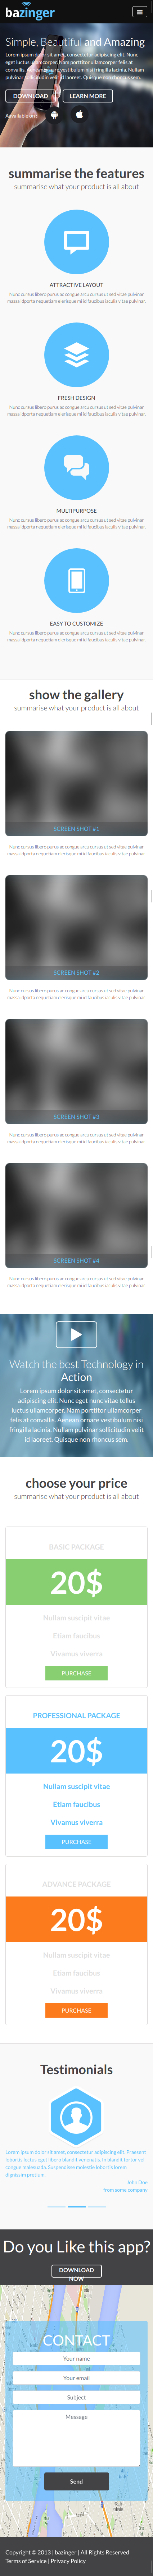 bazinger
Simple, Beautiful and Amazing
Lorem ipsum dolor sit amet, consectetur adipiscing elit. Nunc
eget luctus ullamcorper. Nam porttitor ullamcorper felis at
convallis. Aenean ornare vestibulum nisi fringilla lacinia. Nullam
pulvinar sollicitudin velit id laoreet. Quisque non rhoncus sem.
DOWNLOAD
LEARN MORE
Available on:
summarise the features
summarise what your product is all about
ATTRACTIVE LAYOUT
Nunc cursus libero purus ac congue arcu cursus ut sed vitae pulvinar
massa idporta nequetiam elerisque mi id faucibus iaculis vitae pulvinar.
FRESH DESIGN
Nunc cursus libero purus ac congue arcu cursus ut sed vitae pulvinar
massa idporta nequetiam elerisque mi id faucibus iaculis vitae pulvinar.
MULTIPURPOSE
Nunc cursus libero purus ac congue arcu cursus ut sed vitae pulvinar
massa idporta nequetiam elerisque mi id faucibus iaculis vitae pulvinar.
EASY TO CUSTOMIZE
Nunc cursus libero purus ac congue arcu cursus ut sed vitae pulvinar
massa idporta nequetiam elerisque mi id faucibus iaculis vitae pulvinar.
show the gallery
summarise what your product is all about
SCREEN SHOT #1
Nunc cursus libero purus ac congue arcu cursus ut sed vitae pulvinar
massa idporta nequetiam elerisque mi id faucibus iaculis vitae pulvinar.
SCREEN SHOT #2
Nunc cursus libero purus ac congue arcu cursus ut sed vitae pulvinar
massa idporta nequetiam elerisque mi id faucibus iaculis vitae pulvinar.
SCREEN SHOT #3
Nunc cursus libero purus ac congue arcu cursus ut sed vitae pulvinar
massa idporta nequetiam elerisque mi id faucibus iaculis vitae pulvinar.
SCREEN SHOT #4
Nunc cursus libero purus ac congue arcu cursus ut sed vitae pulvinar
massa idporta nequetiam elerisque mi id faucibus iaculis vitae pulvinar.
Watch the best Technology in
Action
Lorem ipsum dolor sit amet, consectetur
adipiscing elit. Nunc eget nunc vitae tellus
luctus ullamcorper. Nam porttitor ullamcorper
felis at convallis. Aenean ornare vestibulum nisi
fringilla lacinia. Nullam pulvinar sollicitudin velit
id laoreet. Quisque non rhoncus sem.
choose your price
summarise what your product is all about
BASIC PACKAGE
20$
Nullam suscipit vitae
Etiam faucibus
Vivamus viverra
PURCHASE
PROFESSIONAL PACKAGE
20$
Nullam suscipit vitae
Etiam faucibus
Vivamus viverra
PURCHASE
ADVANCE PACKAGE
20$
Nullam suscipit vitae
Etiam faucibus
Vivamus viverra
PURCHASE
Testimonials
Lorem ipsum dolor sit amet, consectetur adipiscing elit. Praesent
lobortis lectus eget libero blandit venenatis. In blandit tortor vel
congue malesuada. Suspendisse molestie lobortis lorem
dignissim pretium.
John Doe
from some company
Do you Like this app?
DOWNLOAD
NOW
CONTACT
Your name
Your email
Subject
Message
Send
Copyright © 2013 | bazinger | All Rights Reserved
Terms of Service | Privacy Policy